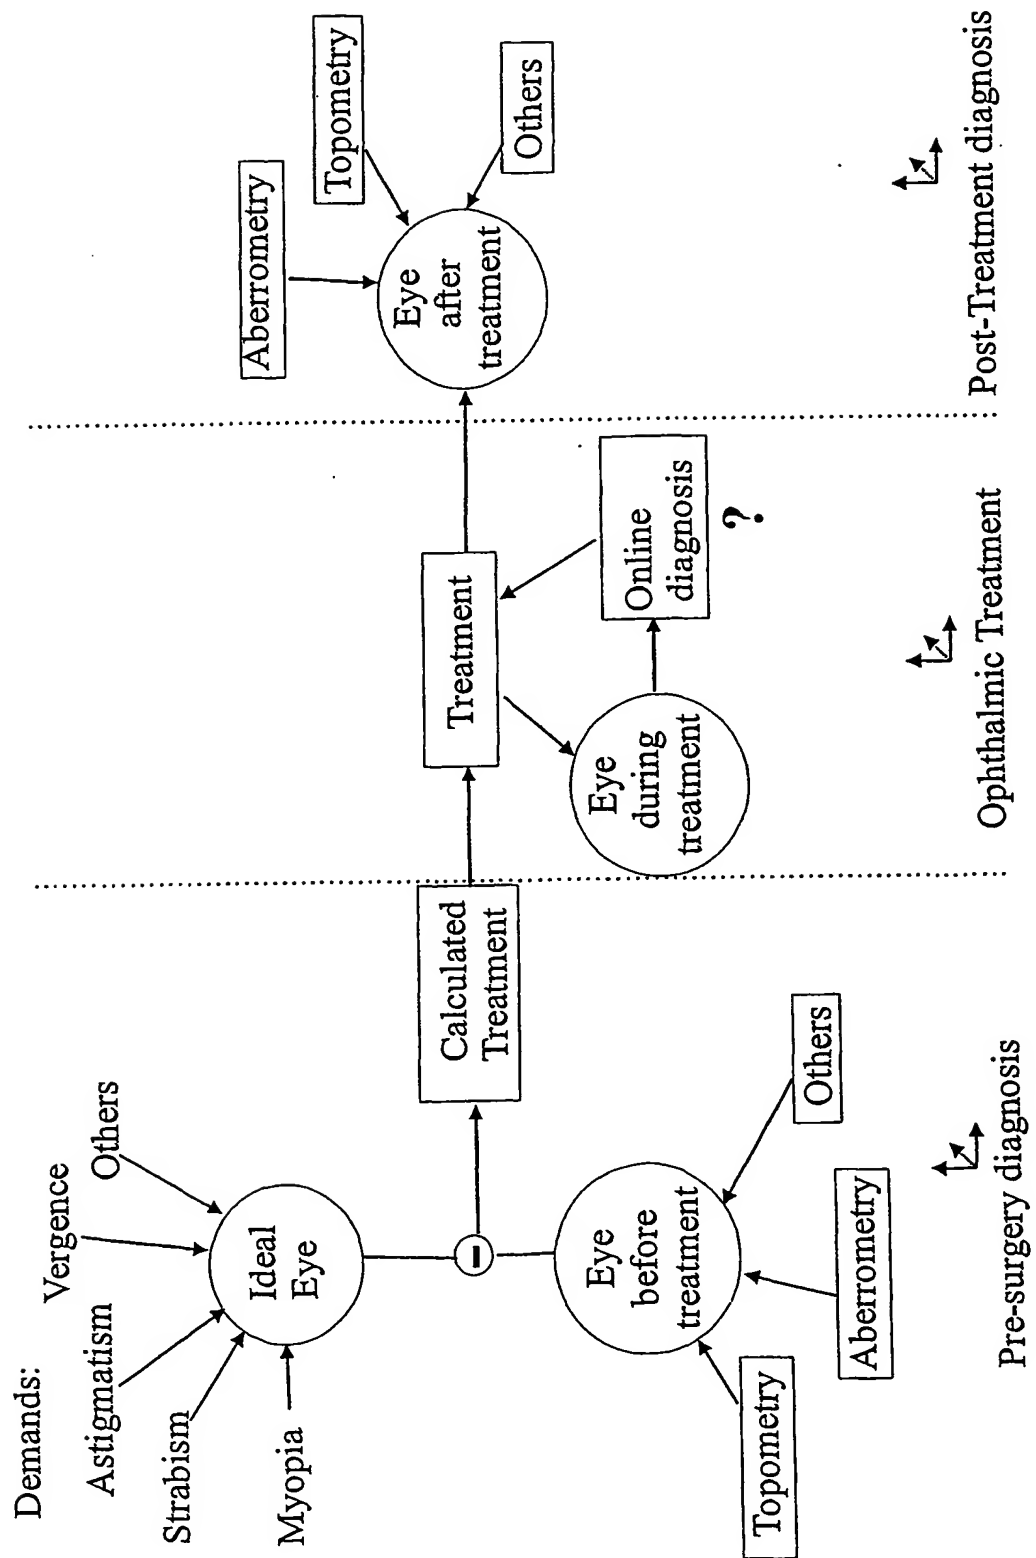 Demands:
Vergence
Astigmatism
Others
Strabism
Myopia
Ideal
Eye
−
Eye
before
treatment
Topometry
Aberrometry
Others
Calculated
Treatment
Pre-surgery diagnosis
Treatment
Eye
during
treatment
Online
diagnosis
?
Ophthalmic Treatment
Aberrometry
Topometry
Others
Eye
after
treatment
Post-Treatment diagnosis